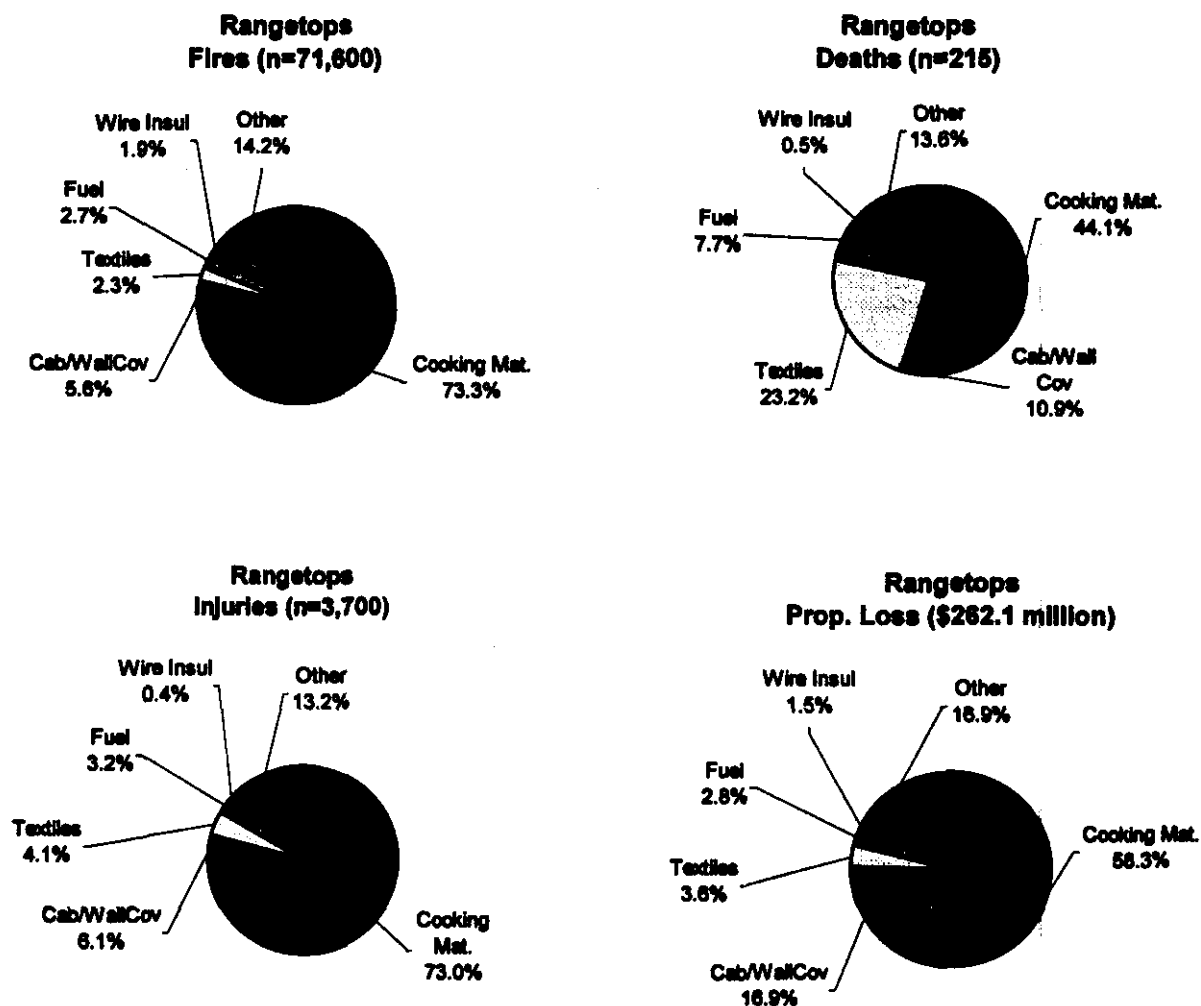 Rangetops
Fires (n=71,600)
Wire Insul
1.9%
Other
14.2%
Fuel
2.7%
Textiles
2.3%
Cab/WallCov
5.6%
Cooking Mat.
73.3%
Rangetops
Deaths (n=215)
Wire Insul
0.5%
Other
13.6%
Fuel
7.7%
Cooking Mat.
44.1%
Textiles
23.2%
Cab/Wall
Cov
10.9%
Rangetops
Injuries (n=3,700)
Wire Insul
0.4%
Other
13.2%
Fuel
3.2%
Textiles
4.1%
Cab/WallCov
6.1%
Cooking
Mat.
73.0%
Rangetops
Prop. Loss ($262.1 million)
Wire Insul
1.5%
Other
16.9%
Fuel
2.8%
Textiles
3.6%
Cooking Mat.
58.3%
Cab/WallCov
16.9%